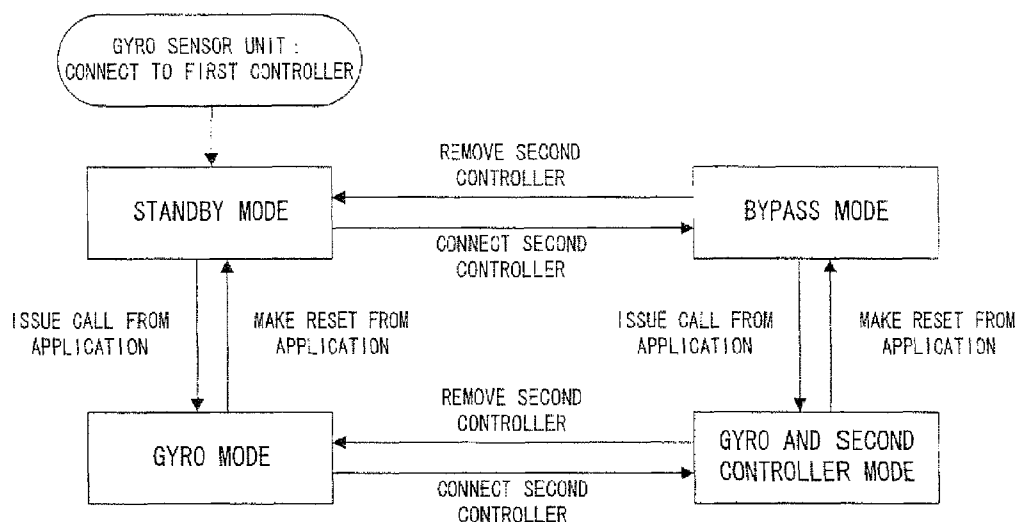 GYRO SENSOR UNIT :
CONNECT TO FIRST CONTROLLER
REMOVE SECOND
CONTROLLER
STANDBY MODE
BYPASS MODE
CONNECT SECOND
CONTROLLER
ISSUE CALL FROM
APPLICATION
MAKE RESET FROM
APPLICATION
ISSUE CALL FROM
APPLICATION
MAKE RESET FROM
APPLICATION
REMOVE SECOND
CONTROLLER
GYRO MODE
GYRO AND SECOND
CONTROLLER MODE
CONNECT SECOND
CONTROLLER